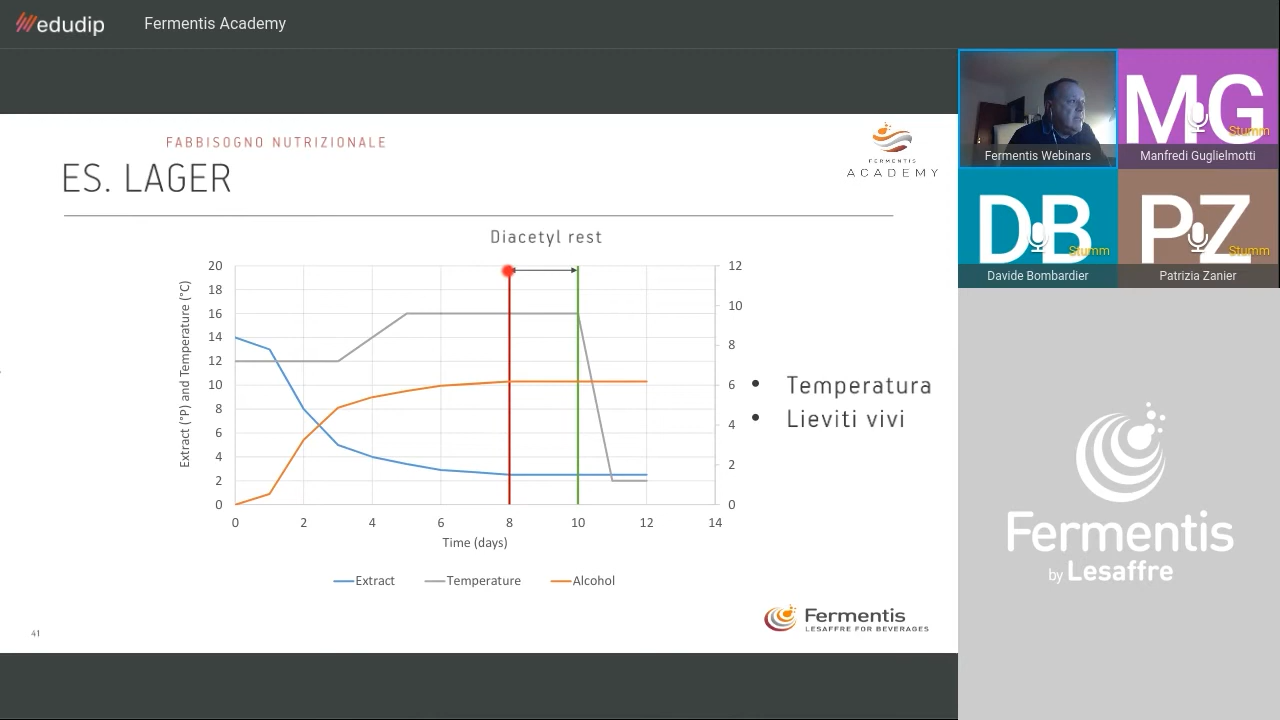 edudip
Fermentis Academy
FABBISOGNO NUTRIZIONALE
ES. LAGER
FERMENTIS
ACADEMY
Diacetyl rest
Extract (°P) and Temperature (°C)
20
18
16
14
12
10
8
6
4
2
0
12
10
8
6
4
2
0
0 2 4 6 8 10 12 14
Time (days)
Extract Temperature Alcohol
• Temperatura
• Lieviti vivi
41
Fermentis
LESAFFRE FOR BEVERAGES
Fermentis Webinars
MG
Stumm
Manfredi Guglielmotti
DB
Stumm
Davide Bombardier
PZ
Stumm
Patrizia Zanier
Fermentis
by Lesaffre